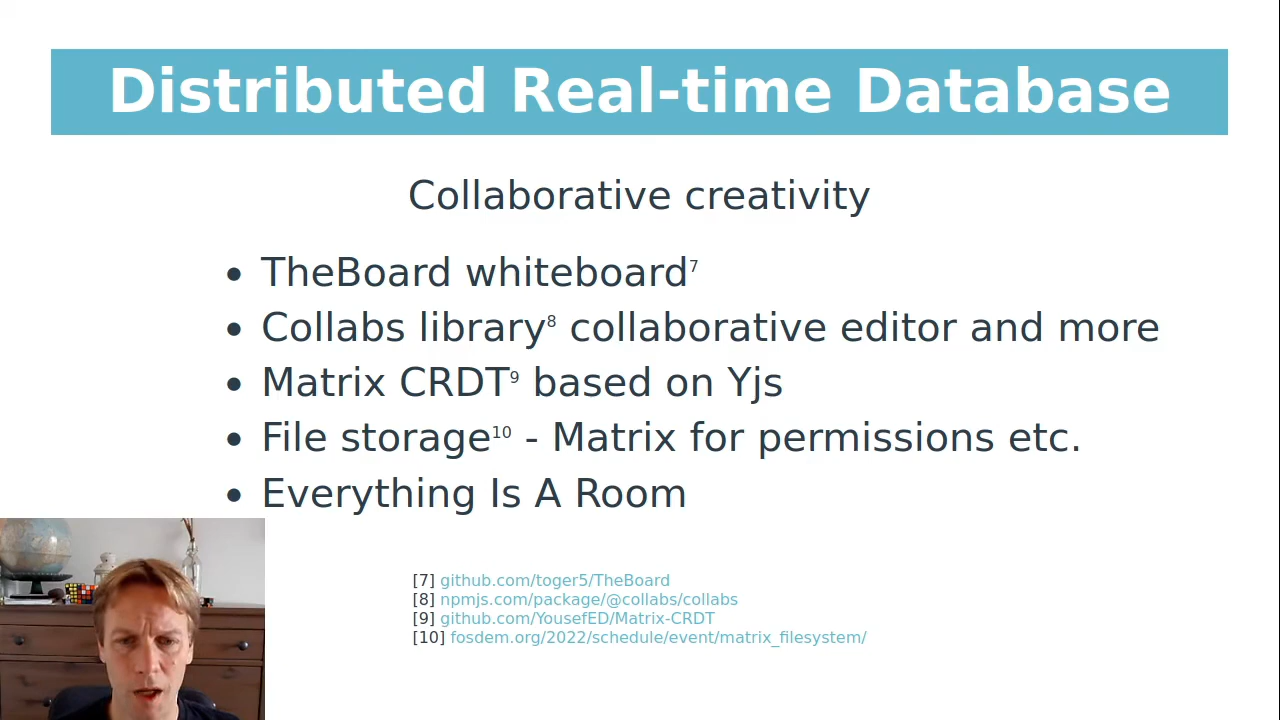 Distributed Real-time Database
Collaborative creativity
• TheBoard whiteboard⁷
• Collabs library⁸ collaborative editor and more
• Matrix CRDT⁹ based on Yjs
• File storage¹⁰ - Matrix for permissions etc.
• Everything Is A Room
[7] github.com/toger5/TheBoard
[8] npmjs.com/package/@collabs/collabs
[9] github.com/YousefED/Matrix-CRDT
[10] fosdem.org/2022/schedule/event/matrix_filesystem/